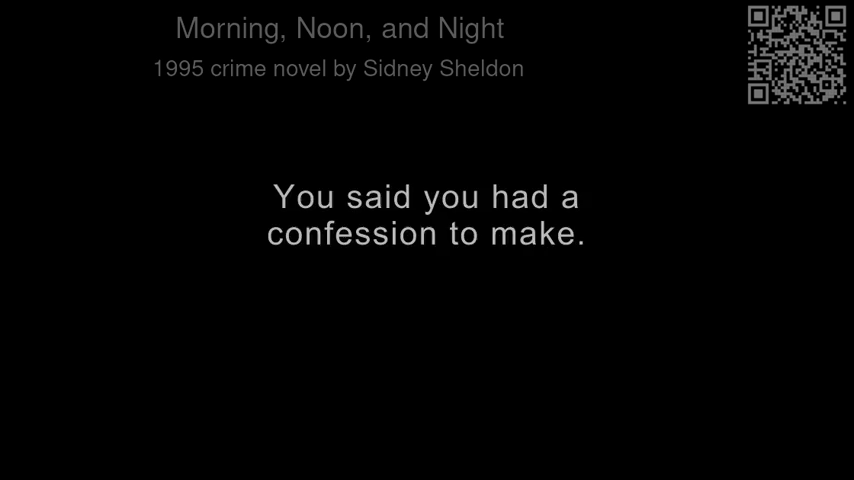 Morning, Noon, and Night
1995 crime novel by Sidney Sheldon
You said you had a
confession to make.